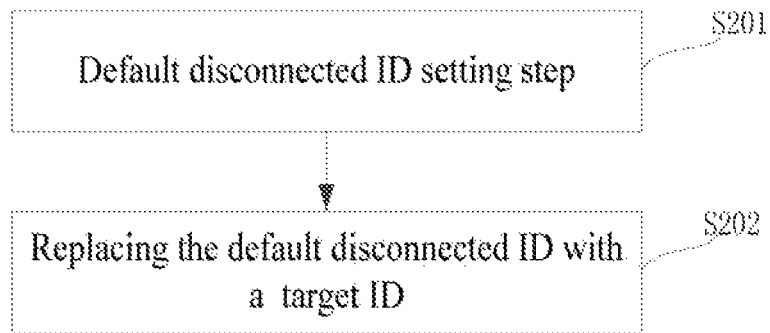 S201
Default disconnected ID setting step
S202
Replacing the default disconnected ID with
a target ID